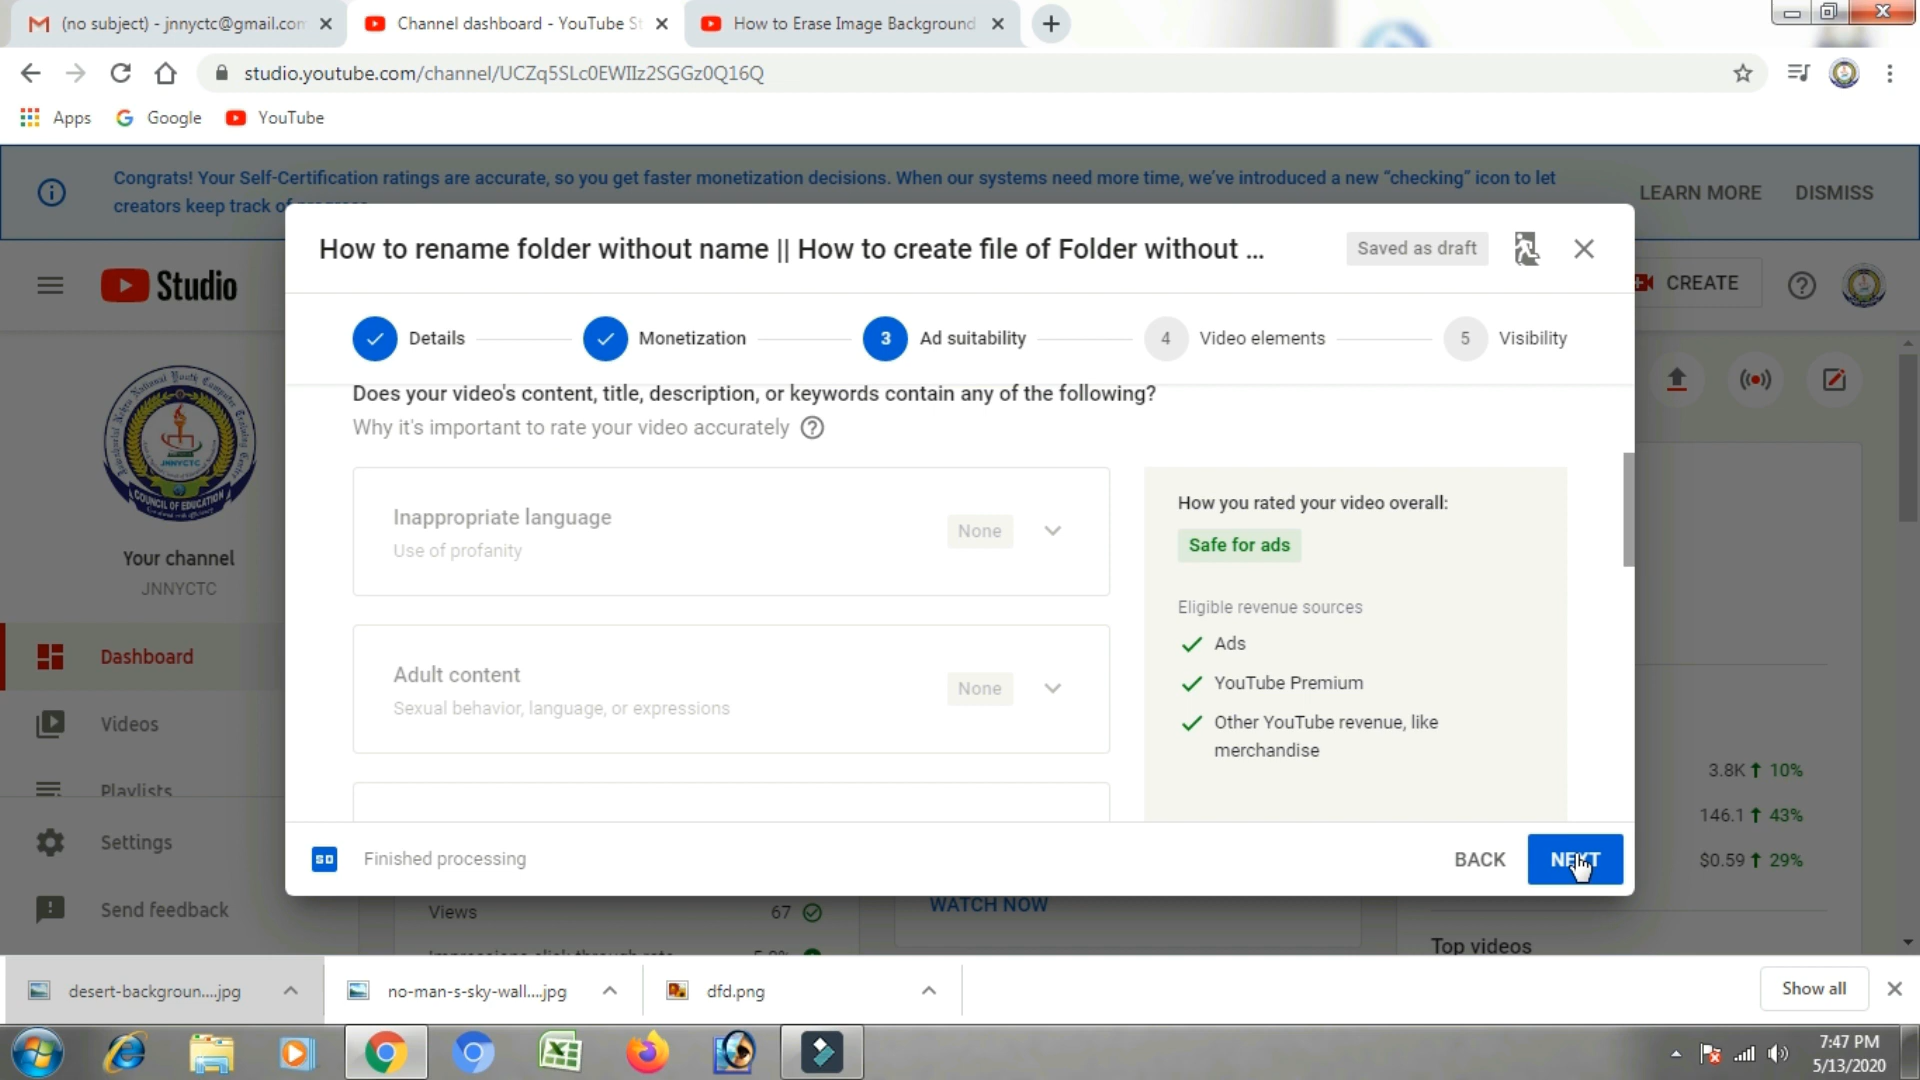 (no subject) - jnnyctc@gmail.con
Channel dashboard - YouTube St
How to Erase Image Background
studio.youtube.com/channel/UCZq5SLc0EWIIz2SGGz0Q16Q
Apps
Google
YouTube
Congrats! Your Self-Certification ratings are accurate, so you get faster monetization decisions. When our systems need more time, we've introduced a new "checking" icon to let
creators keep track of progress.
LEARN MORE
DISMISS
How to rename folder without name || How to create file of Folder without ...
Saved as draft
Studio
CREATE
Details
Monetization
3
Ad suitability
4
Video elements
5
Visibility
Does your video's content, title, description, or keywords contain any of the following?
Why it's important to rate your video accurately
Inappropriate language
Use of profanity
None
Adult content
Sexual behavior, language, or expressions
None
How you rated your video overall:
Safe for ads
Eligible revenue sources
Ads
YouTube Premium
Other YouTube revenue, like
merchandise
JNNYCTC
COUNCIL OF EDUCATION
Your channel
JNNYCTC
Dashboard
Videos
Playlists
Settings
Send feedback
3.8K 10%
146.1 43%
$0.59 29%
SD
Finished processing
BACK
NEXT
Views
67
WATCH NOW
Top videos
desert-backgroun....jpg
no-man-s-sky-wall....jpg
dfd.png
Show all
7:47 PM
5/13/2020